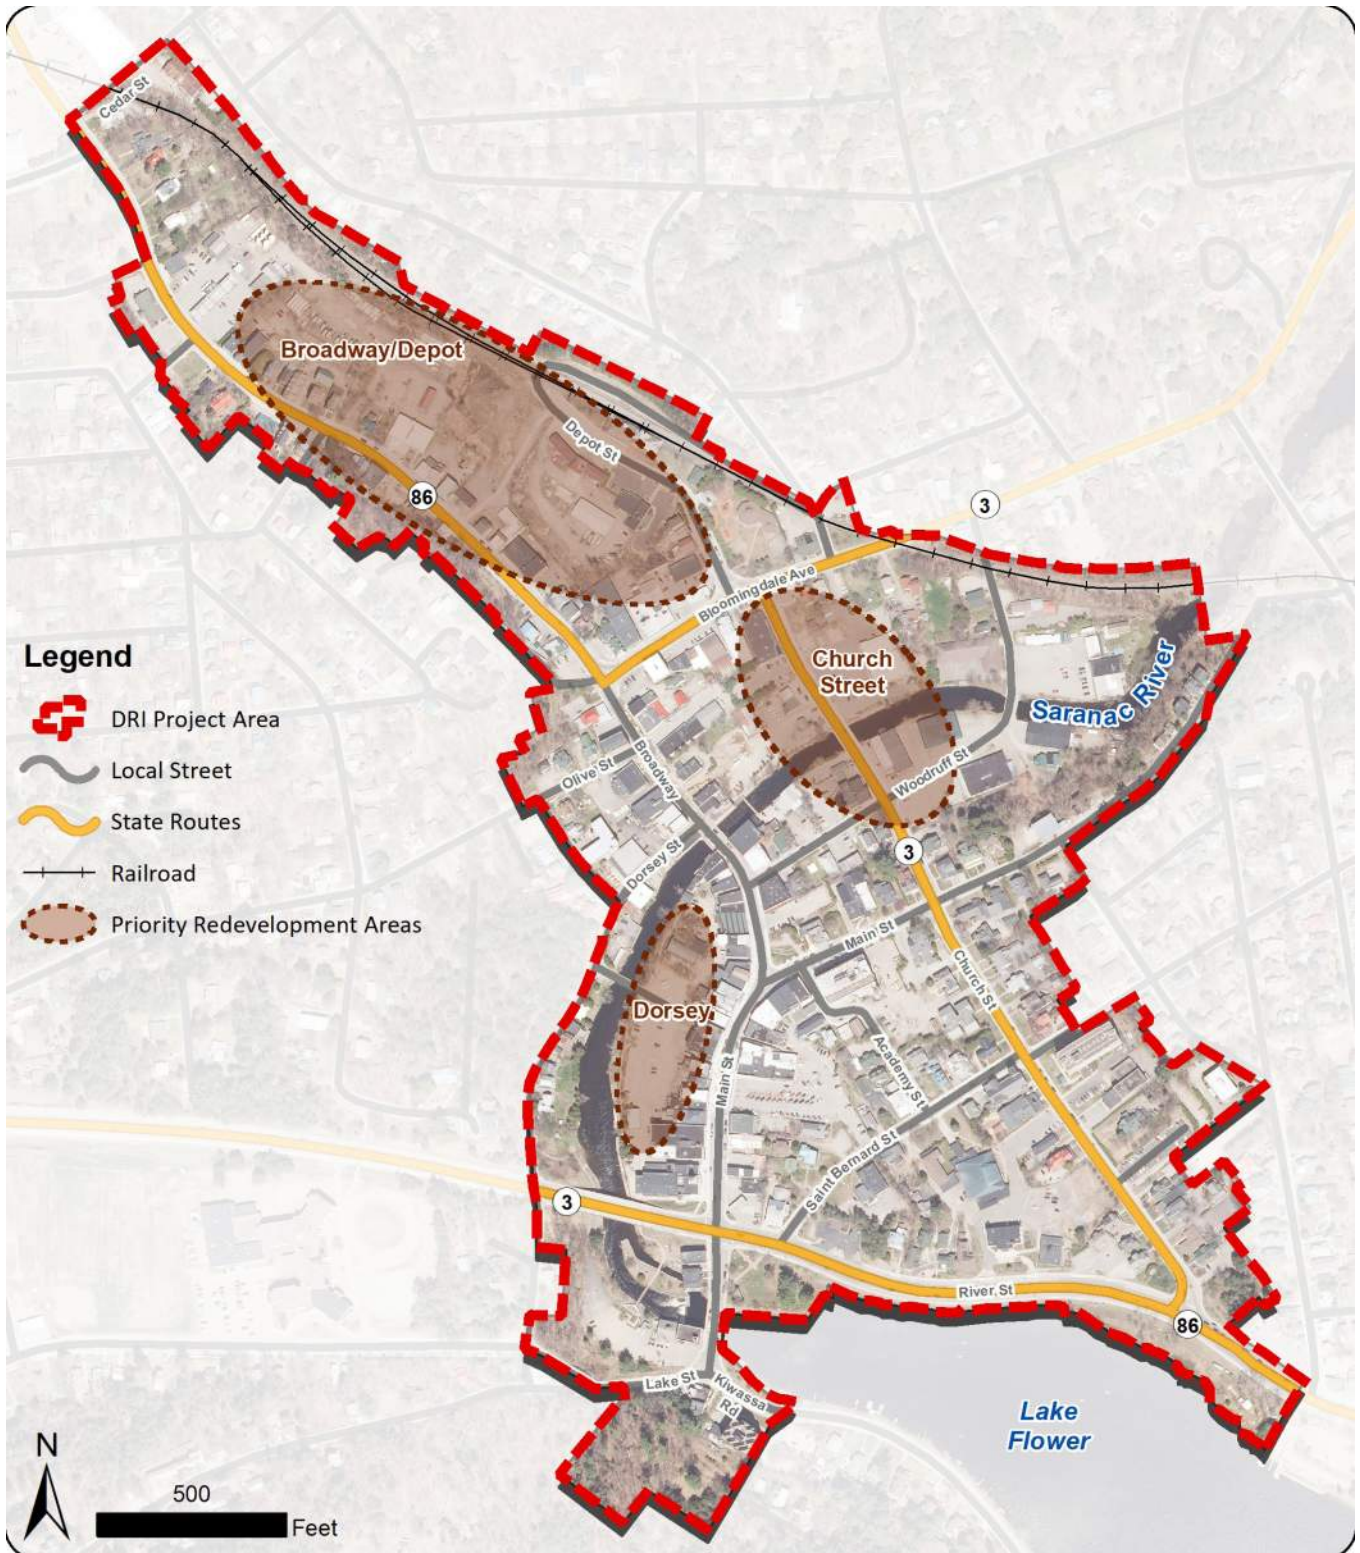 Cedar St
Broadway/Depot
Depot St
86
3
Bloomingdale Ave
Church
Street
Saranac River
Legend
DRI Project Area
Local Street
State Routes
Railroad
Priority Redevelopment Areas
Broadway
Olive St
Woodruff St
Dorsey St
3
Main St
Church St
Dorsey
Main St
Academy St
Saint Bernard St
3
River St
86
Lake St
Kiwassa
Rd
Lake
Flower
N
500
Feet